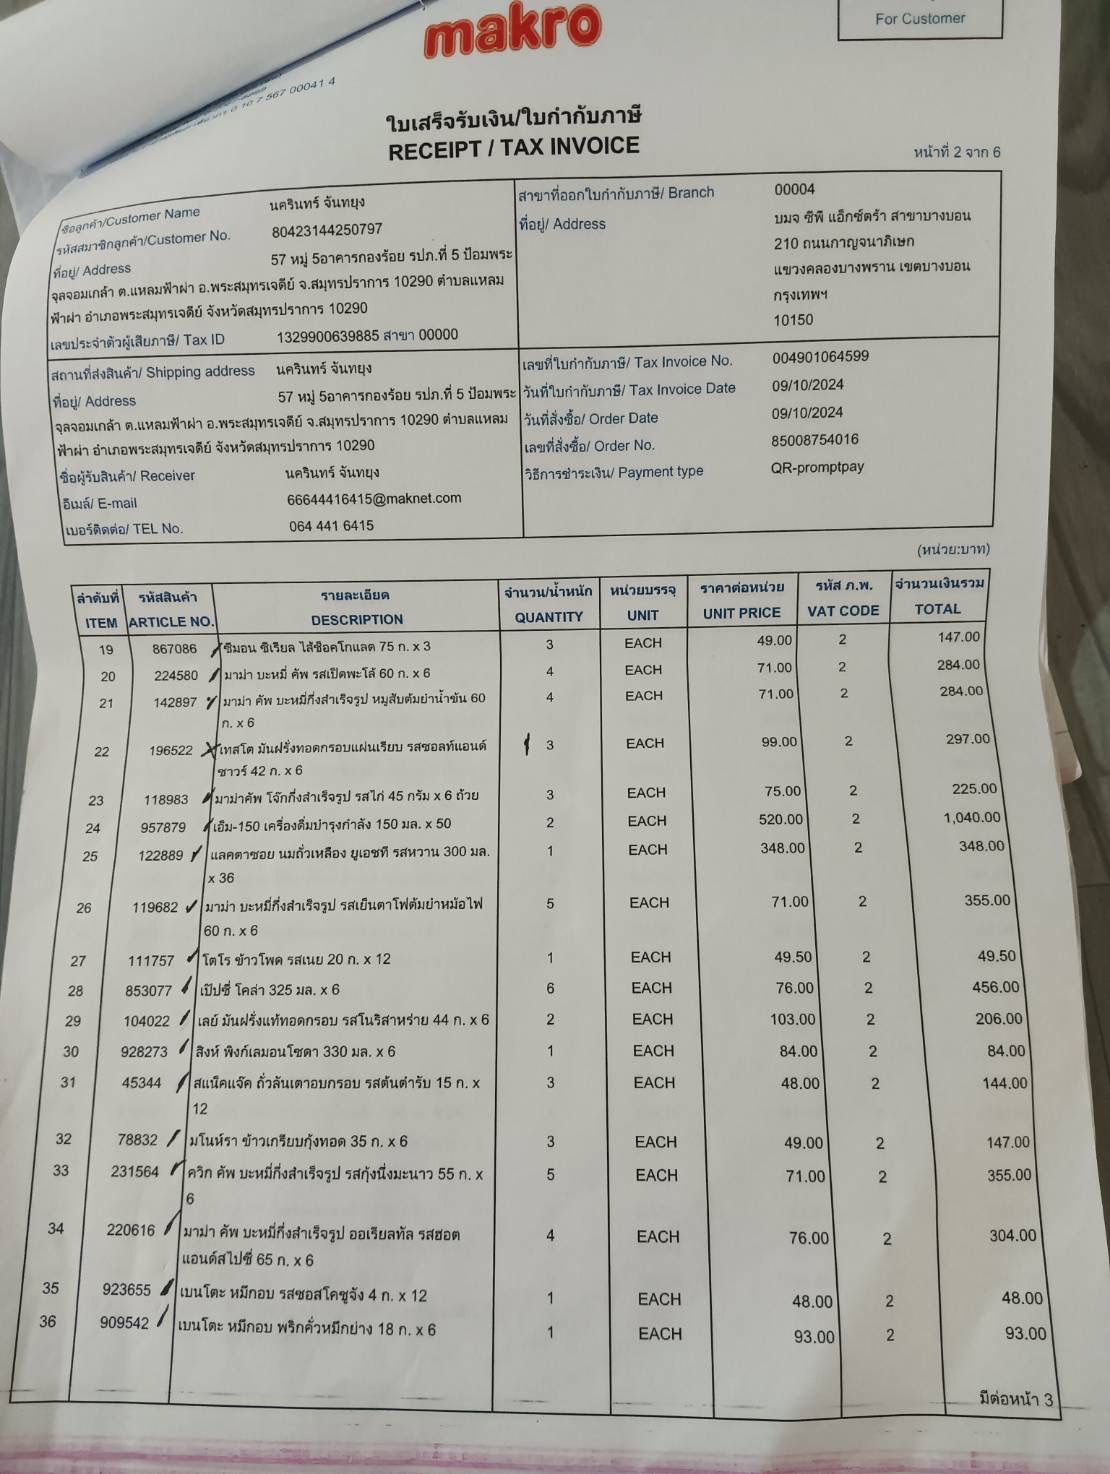 makro
For Customer
0 10 7 567 00041 4
ใบเสร็จรับเงิน/ใบกำกับภาษี
RECEIPT / TAX INVOICE
หน้าที่ 2 จาก 6
ชื่อลูกค้า/Customer Name นครินทร์ จันทยุง
รหัสสมาชิกลูกค้า/Customer No. 80423144250797
ที่อยู่/ Address 57 หมู่ 5อาคารกองร้อย รปภ.ที่ 5 ป้อมพระ
จุลจอมเกล้า ต.แหลมฟ้าผ่า อ.พระสมุทรเจดีย์ จ.สมุทรปราการ 10290 ตำบลแหลม
ฟ้าผ่า อำเภอพระสมุทรเจดีย์ จังหวัดสมุทรปราการ 10290
เลขประจำตัวผู้เสียภาษี/ Tax ID 1329900639885 สาขา 00000
สาขาที่ออกใบกำกับภาษี/ Branch 00004
ที่อยู่/ Address บมจ ซีพี แอ็กซ์ตร้า สาขาบางบอน
210 ถนนกาญจนาภิเษก
แขวงคลองบางพราน เขตบางบอน
กรุงเทพฯ
10150
สถานที่ส่งสินค้า/ Shipping address นครินทร์ จันทยุง
ที่อยู่/ Address 57 หมู่ 5อาคารกองร้อย รปภ.ที่ 5 ป้อมพระ
จุลจอมเกล้า ต.แหลมฟ้าผ่า อ.พระสมุทรเจดีย์ จ.สมุทรปราการ 10290 ตำบลแหลม
ฟ้าผ่า อำเภอพระสมุทรเจดีย์ จังหวัดสมุทรปราการ 10290
ชื่อผู้รับสินค้า/ Receiver นครินทร์ จันทยุง
อีเมล์/ E-mail 66644416415@maknet.com
เบอร์ติดต่อ/ TEL No. 064 441 6415
เลขที่ใบกำกับภาษี/ Tax Invoice No. 004901064599
วันที่ใบกำกับภาษี/ Tax Invoice Date 09/10/2024
วันที่สั่งซื้อ/ Order Date 09/10/2024
เลขที่สั่งซื้อ/ Order No. 85008754016
วิธีการชำระเงิน/ Payment type QR-promptpay
(หน่วย:บาท)
ลำดับที่ รหัสสินค้า รายละเอียด จำนวน/น้ำหนัก หน่วยบรรจุ ราคาต่อหน่วย รหัส ภ.พ. จำนวนเงินรวม
ITEM ARTICLE NO. DESCRIPTION QUANTITY UNIT UNIT PRICE VAT CODE TOTAL
19 867086 ซีมอน ซิเรียล ไส้ช็อคโกแลต 75 ก. x 3 3 EACH 49.00 2 147.00
20 224580 มาม่า บะหมี่ คัพ รสเป็ดพะโล้ 60 ก. x 6 4 EACH 71.00 2 284.00
21 142897 มาม่า คัพ บะหมี่กึ่งสำเร็จรูป หมูสับต้มยำน้ำข้น 60 4 EACH 71.00 2 284.00
ก. x 6
22 196522 เทสโต มันฝรั่งทอดกรอบแผ่นเรียบ รสซอลท์แอนด์ 3 EACH 99.00 2 297.00
ซาวร์ 42 ก. x 6
23 118983 มาม่าคัพ โจ๊กกึ่งสำเร็จรูป รสไก่ 45 กรัม x 6 ถ้วย 3 EACH 75.00 2 225.00
24 957879 เอ็ม-150 เครื่องดื่มบำรุงกำลัง 150 มล. x 50 2 EACH 520.00 2 1,040.00
25 122889 แลคตาซอย นมถั่วเหลือง ยูเอชที รสหวาน 300 มล. 1 EACH 348.00 2 348.00
x 36
26 119682 มาม่า บะหมี่กึ่งสำเร็จรูป รสเย็นตาโฟต้มยำหม้อไฟ 5 EACH 71.00 2 355.00
60 ก. x 6
27 111757 โตโร ข้าวโพด รสเนย 20 ก. x 12 1 EACH 49.50 2 49.50
28 853077 เป๊ปซี่ โคล่า 325 มล. x 6 6 EACH 76.00 2 456.00
29 104022 เลย์ มันฝรั่งแท้ทอดกรอบ รสโนริสาหร่าย 44 ก. x 6 2 EACH 103.00 2 206.00
30 928273 สิงห์ พิงก์เลมอนโซดา 330 มล. x 6 1 EACH 84.00 2 84.00
31 45344 สแน็คแจ๊ค ถั่วลันเตาอบกรอบ รสต้นตำรับ 15 ก. x 3 EACH 48.00 2 144.00
12
32 78832 มโนห์รา ข้าวเกรียบกุ้งทอด 35 ก. x 6 3 EACH 49.00 2 147.00
33 231564 ควิก คัพ บะหมี่กึ่งสำเร็จรูป รสกุ้งนึ่งมะนาว 55 ก. x 5 EACH 71.00 2 355.00
6
34 220616 มาม่า คัพ บะหมี่กึ่งสำเร็จรูป ออเรียลทัล รสฮอต 4 EACH 76.00 2 304.00
แอนด์สไปซี่ 65 ก. x 6
35 923655 เบนโตะ หมึกอบ รสซอสโคชูจัง 4 ก. x 12 1 EACH 48.00 2 48.00
36 909542 เบนโตะ หมึกอบ พริกคั่วหมึกย่าง 18 ก. x 6 1 EACH 93.00 2 93.00
มีต่อหน้า 3